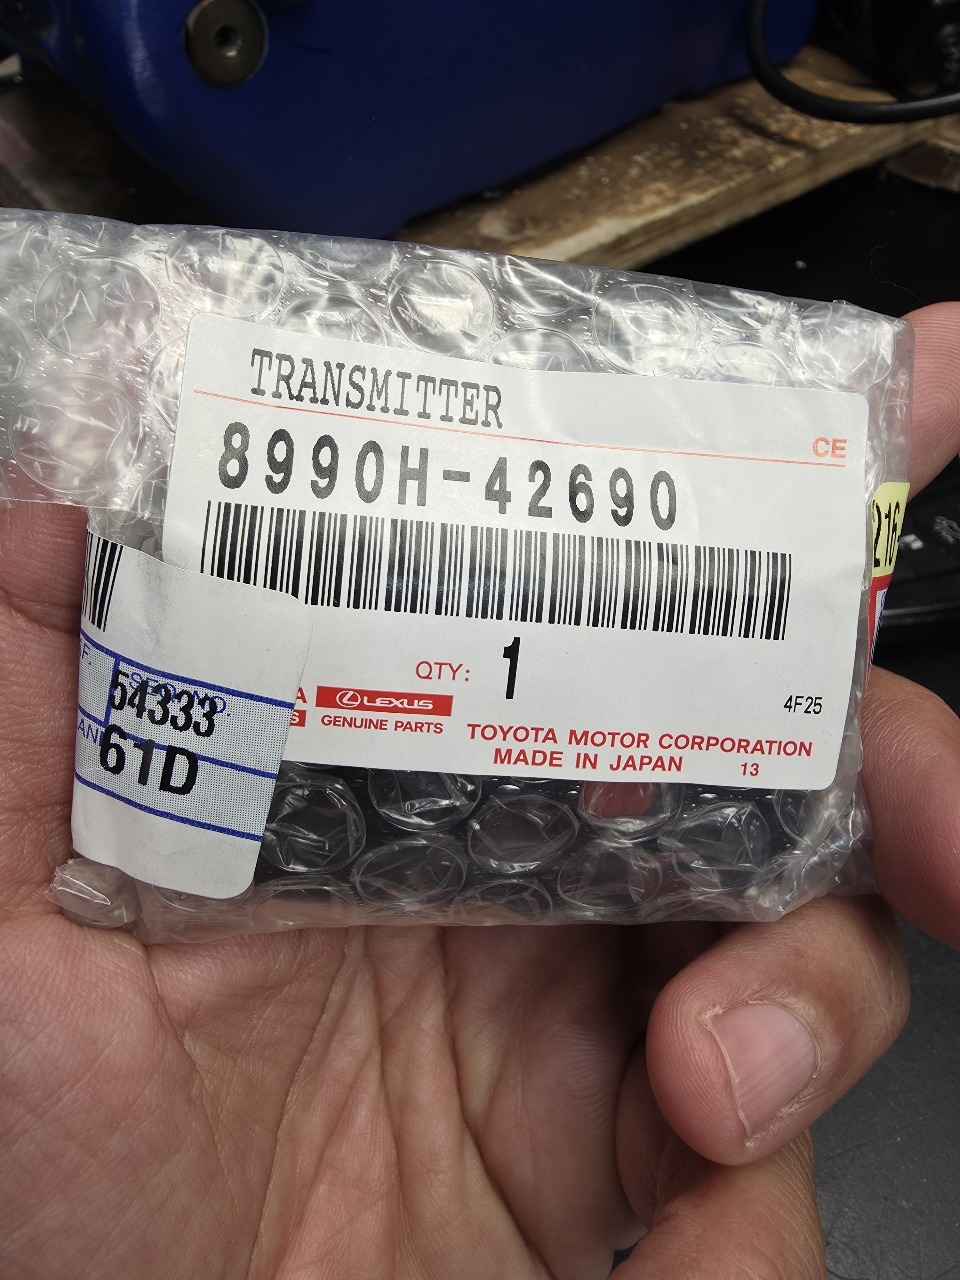 TRANSMITTER
CE
8990H-42690
216
QTY: 1
54333
61D
4F25
LEXUS
GENUINE PARTS
TOYOTA MOTOR CORPORATION
MADE IN JAPAN 13